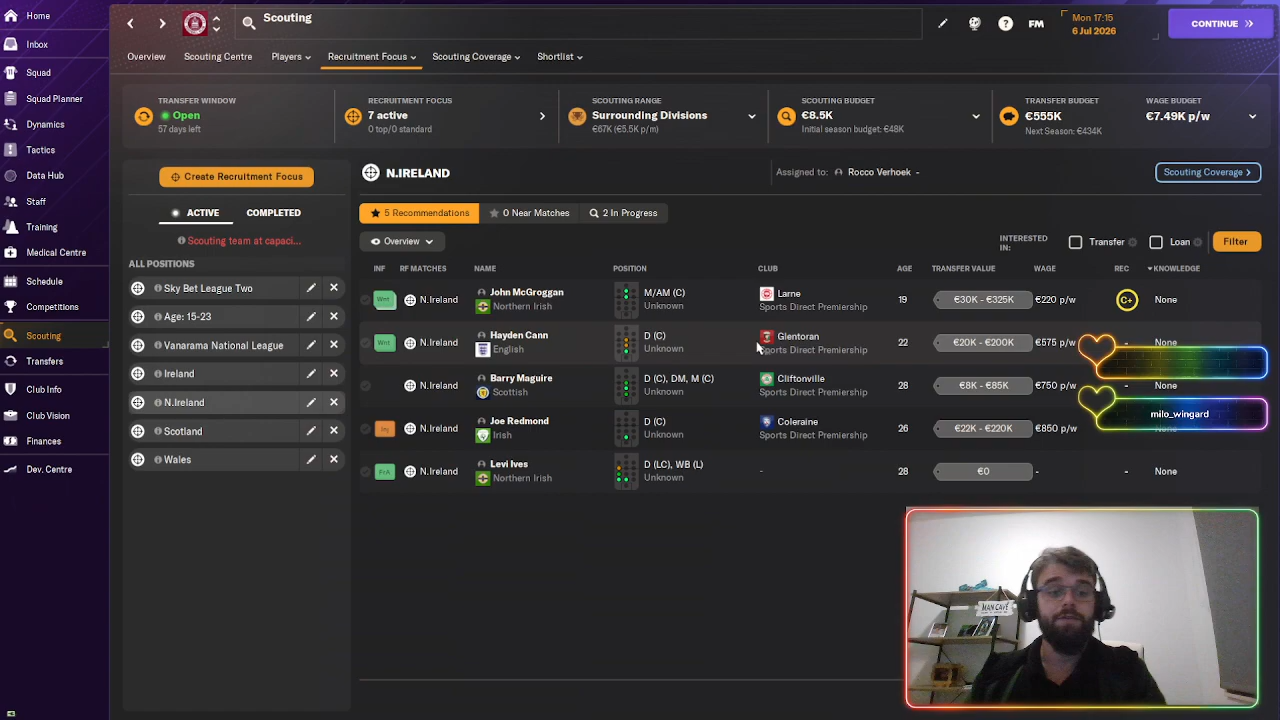 Home
Inbox
Squad
Squad Planner
Dynamics
Tactics
Data Hub
Staff
Training
Medical Centre
Schedule
Competitions
Scouting
Transfers
Club Info
Club Vision
Finances
Dev. Centre
Scouting
FM
Mon 17:15
6 Jul 2026
CONTINUE
Overview
Scouting Centre
Players
Recruitment Focus
Scouting Coverage
Shortlist
TRANSFER WINDOW
Open
57 days left
RECRUITMENT FOCUS
7 active
0 top/0 standard
SCOUTING RANGE
Surrounding Divisions
€67K (€5.5K p/m)
SCOUTING BUDGET
€8.5K
Initial season budget: €48K
TRANSFER BUDGET
€555K
Next Season: €434K
WAGE BUDGET
€7.49K p/w
Create Recruitment Focus
ACTIVE
COMPLETED
Scouting team at capaci...
ALL POSITIONS
Sky Bet League Two
Age: 15-23
Vanarama National League
Ireland
N.Ireland
Scotland
Wales
N.IRELAND
Assigned to: Rocco Verhoek -
Scouting Coverage
5 Recommendations
0 Near Matches
2 In Progress
Overview
INTERESTED IN:
Transfer
Loan
Filter
INF RF MATCHES NAME POSITION CLUB AGE TRANSFER VALUE WAGE REC KNOWLEDGE
Wnt N.Ireland John McGroggan M/AM (C) Larne 19 €30K - €325K €220 p/w C+ None
Northern Irish Unknown Sports Direct Premiership
Wnt N.Ireland Hayden Cann D (C) Glentoran 22 €20K - €200K €575 p/w - None
English Unknown Sports Direct Premiership
N.Ireland Barry Maguire D (C), DM, M (C) Cliftonville 28 €8K - €85K €750 p/w - None
Scottish Unknown Sports Direct Premiership
Inj N.Ireland Joe Redmond D (C) Coleraine 26 €22K - €220K €850 p/w
Irish Unknown Sports Direct Premiership
FrA N.Ireland Levi Ives D (LC), WB (L) - 28 €0 - - None
Northern Irish Unknown
milo_wingard
MAN CAVE